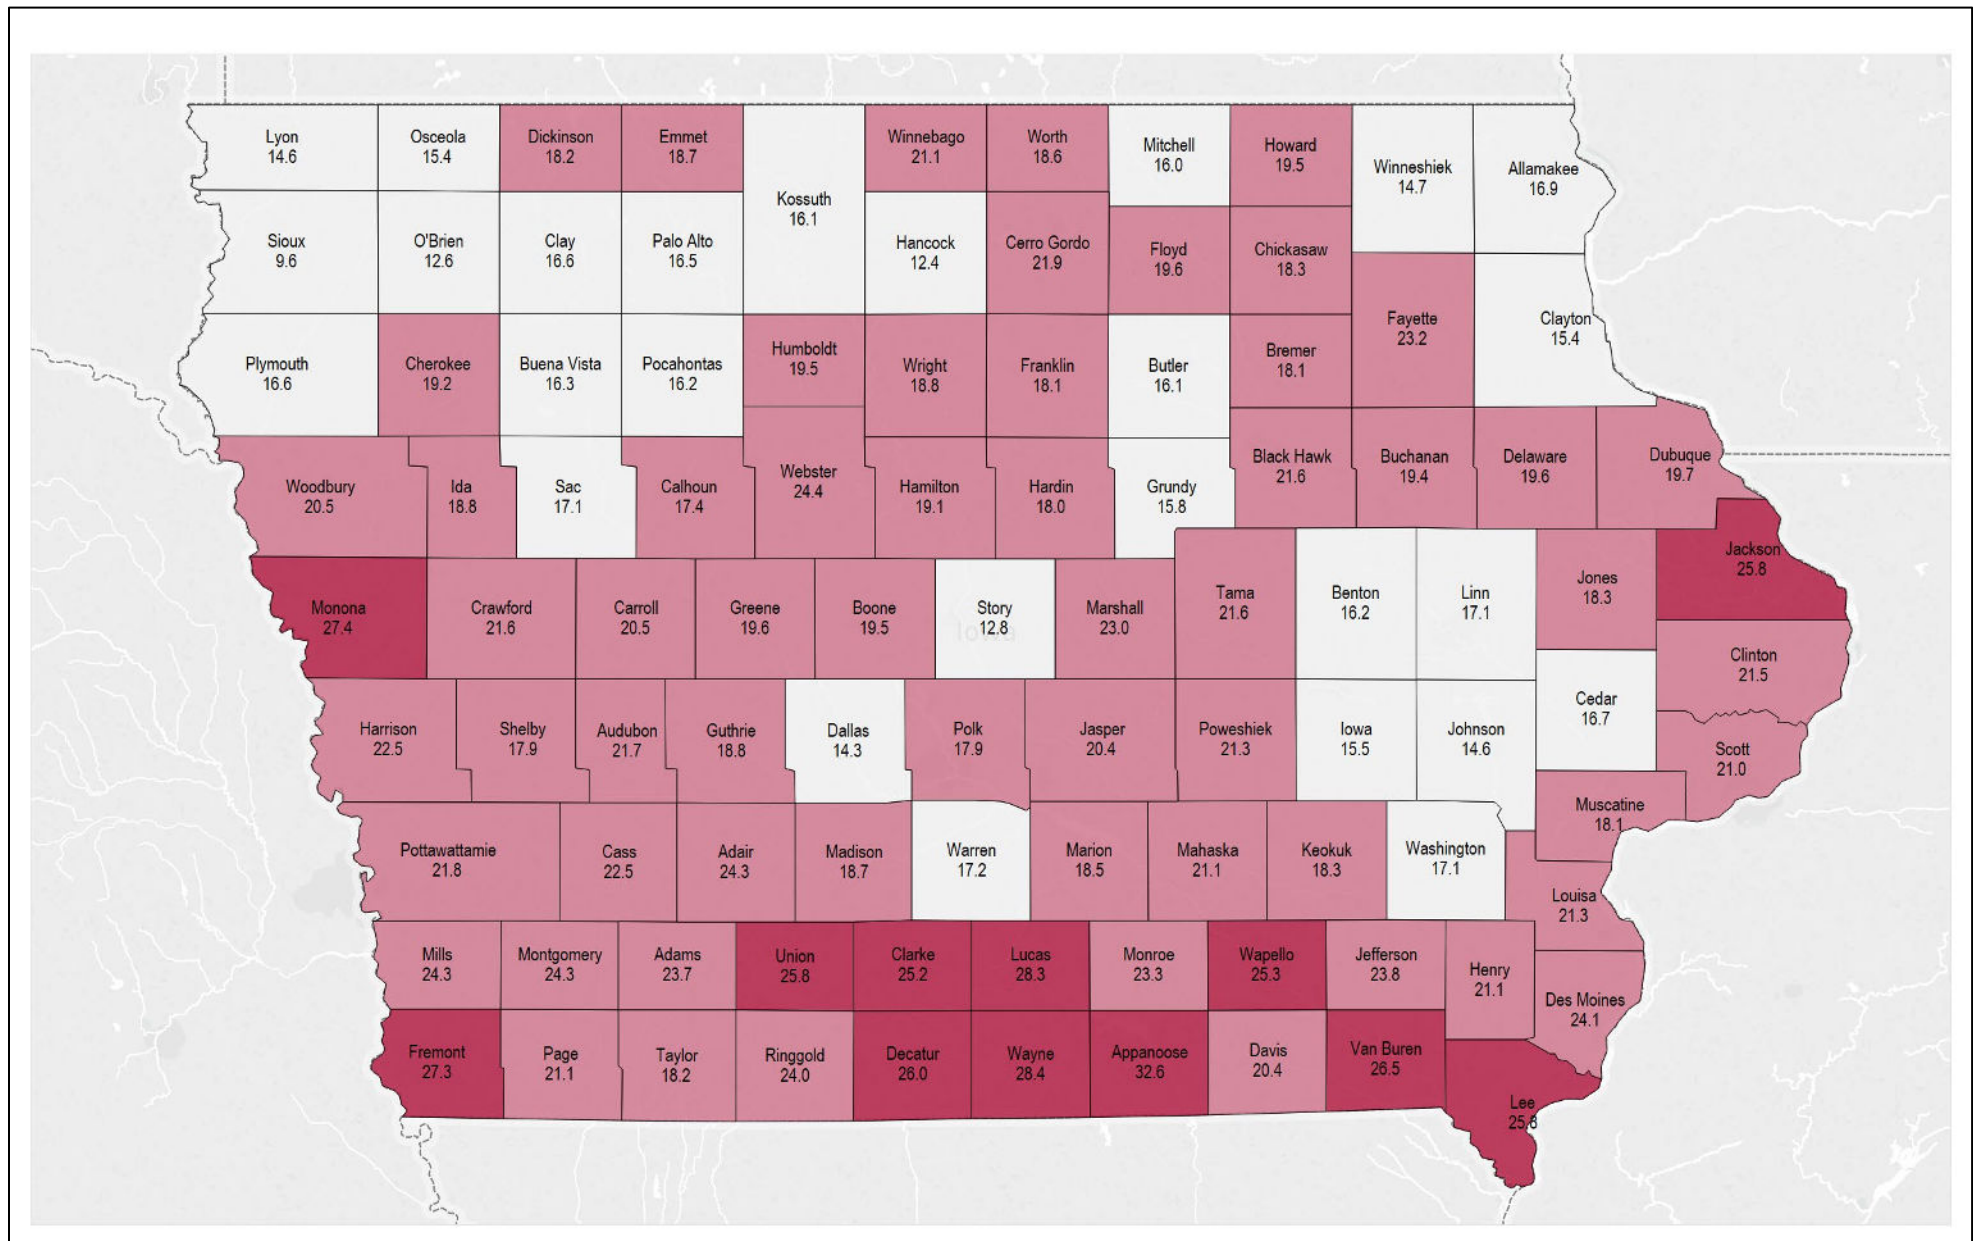 Lyon
14.6
Osceola
15.4
Dickinson
18.2
Emmet
18.7
Kossuth
16.1
Winnebago
21.1
Worth
18.6
Mitchell
16.0
Howard
19.5
Winneshiek
14.7
Allamakee
16.9
Sioux
9.6
O'Brien
12.6
Clay
16.6
Palo Alto
16.5
Hancock
12.4
Cerro Gordo
21.9
Floyd
19.6
Chickasaw
18.3
Fayette
23.2
Clayton
15.4
Plymouth
16.6
Cherokee
19.2
Buena Vista
16.3
Pocahontas
16.2
Humboldt
19.5
Wright
18.8
Franklin
18.1
Butler
16.1
Bremer
18.1
Woodbury
20.5
Ida
18.8
Sac
17.1
Calhoun
17.4
Webster
24.4
Hamilton
19.1
Hardin
18.0
Grundy
15.8
Black Hawk
21.6
Buchanan
19.4
Delaware
19.6
Dubuque
19.7
Monona
27.4
Crawford
21.6
Carroll
20.5
Greene
19.6
Boone
19.5
Story
12.8
Iowa
Marshall
23.0
Tama
21.6
Benton
16.2
Linn
17.1
Jones
18.3
Jackson
25.8
Clinton
21.5
Harrison
22.5
Shelby
17.9
Audubon
21.7
Guthrie
18.8
Dallas
14.3
Polk
17.9
Jasper
20.4
Poweshiek
21.3
Iowa
15.5
Johnson
14.6
Cedar
16.7
Scott
21.0
Muscatine
18.1
Pottawattamie
21.8
Cass
22.5
Adair
24.3
Madison
18.7
Warren
17.2
Marion
18.5
Mahaska
21.1
Keokuk
18.3
Washington
17.1
Louisa
21.3
Mills
24.3
Montgomery
24.3
Adams
23.7
Union
25.8
Clarke
25.2
Lucas
28.3
Monroe
23.3
Wapello
25.3
Jefferson
23.8
Henry
21.1
Des Moines
24.1
Fremont
27.3
Page
21.1
Taylor
18.2
Ringgold
24.0
Decatur
26.0
Wayne
28.4
Appanoose
32.6
Davis
20.4
Van Buren
26.5
Lee
25.8